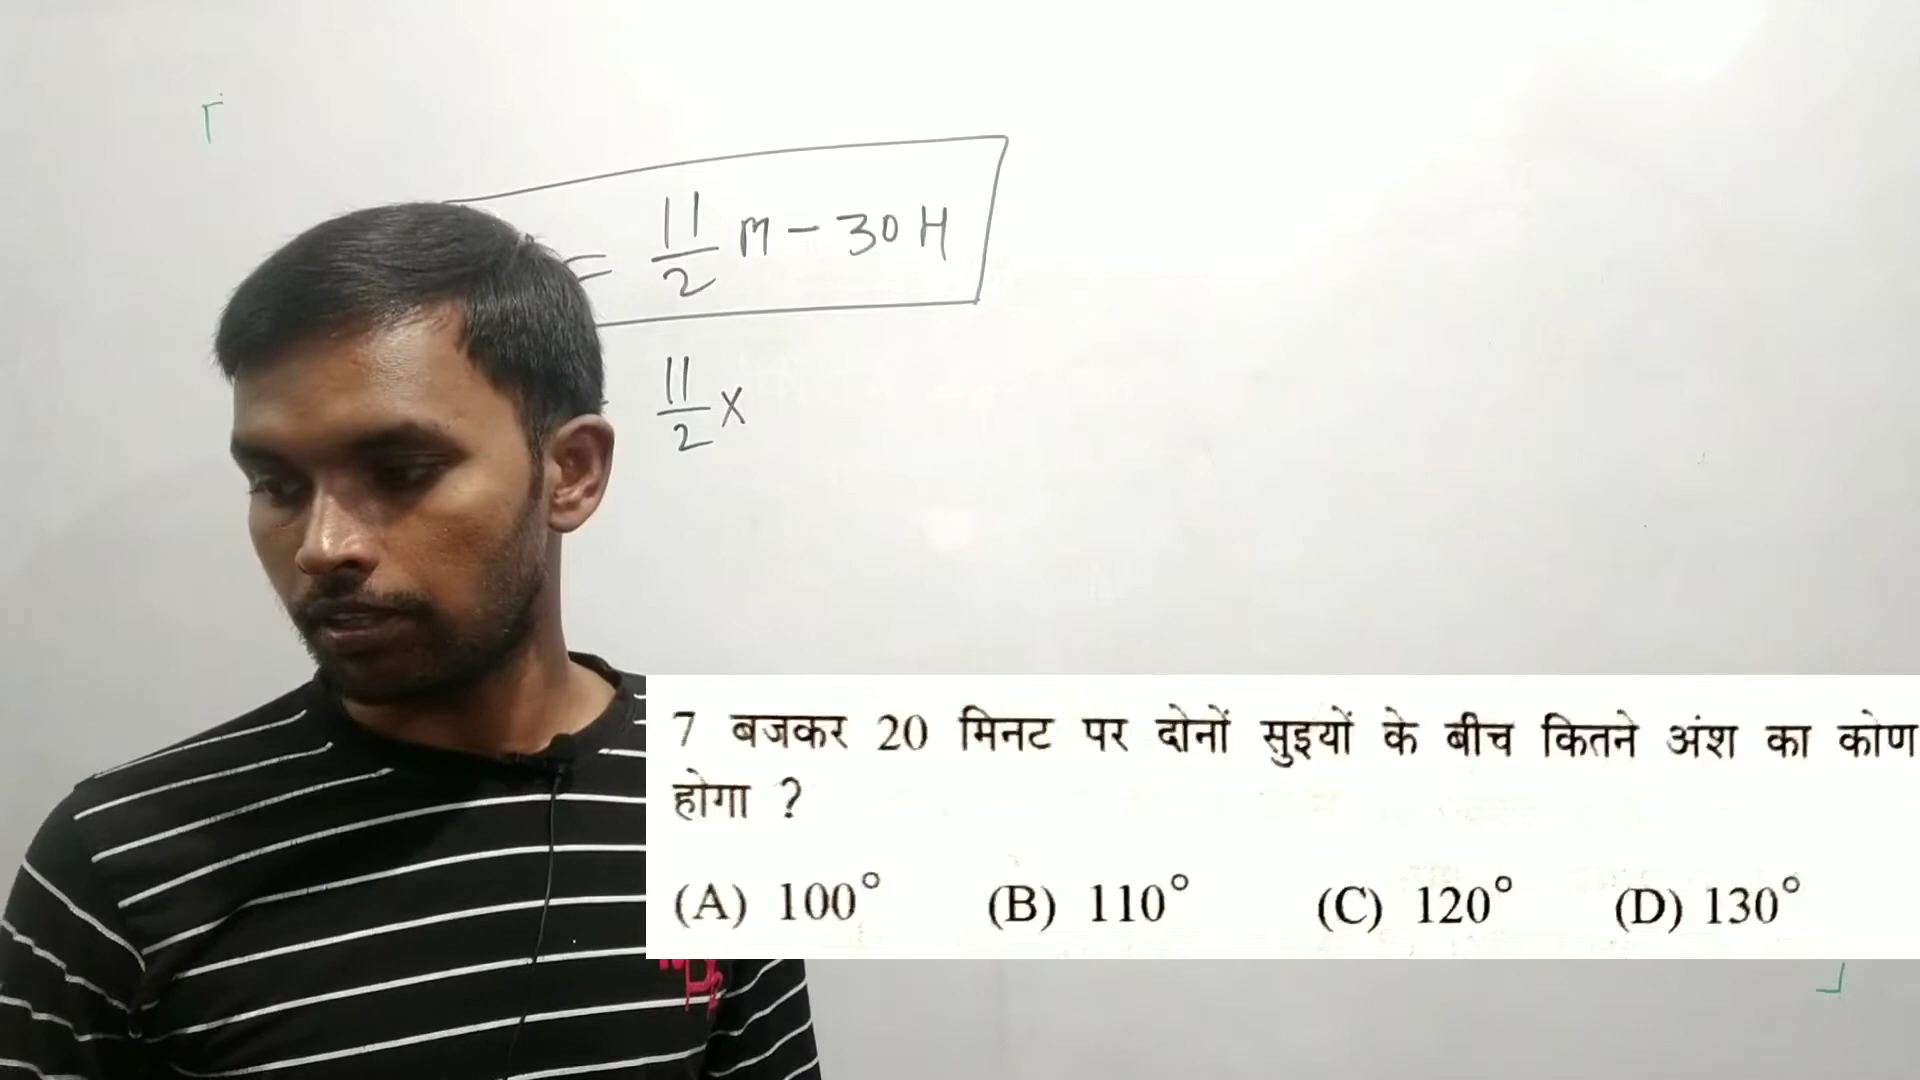 = 11/2 M - 30 H
11/2 x
7 बजकर 20 मिनट पर दोनों सुइयों के बीच कितने अंश का कोण
होगा ?
(A) 100° (B) 110° (C) 120° (D) 130°